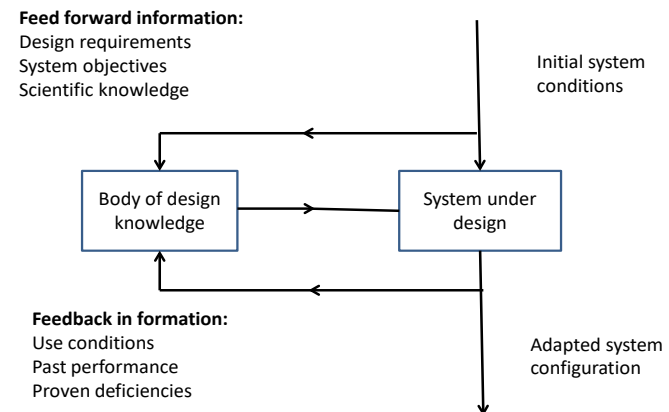 Feed forward information:
Design requirements
System objectives
Scientific knowledge
Initial system
conditions
Body of design
knowledge
System under
design
Feedback in formation:
Use conditions
Past performance
Proven deficiencies
Adapted system
configuration